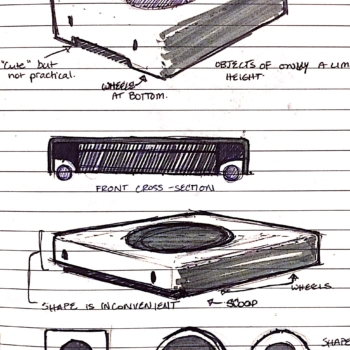 "cute" but
not practical.
WHEELS
AT BOTTOM.
OBJECTS OF ONLY A LIM
HEIGHT.
FRONT CROSS-SECTION
WHEELS
SHAPE IS INCONVENIENT
SCOOP
SHAPE